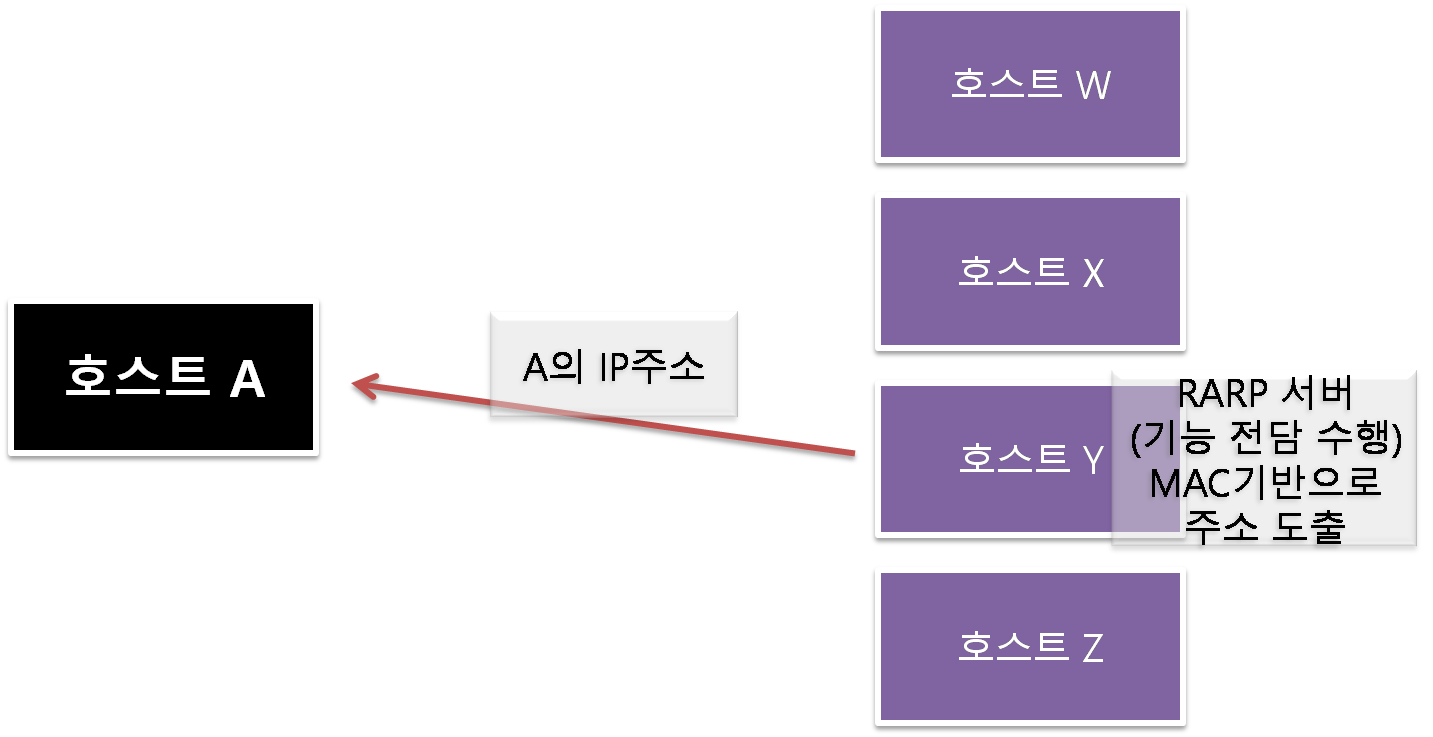 호스트 W
호스트 X
호스트 A
A의 IP주소
호스트 Y
RARP 서버
(기능 전담 수행)
MAC기반으로
주소 도출
호스트 Z